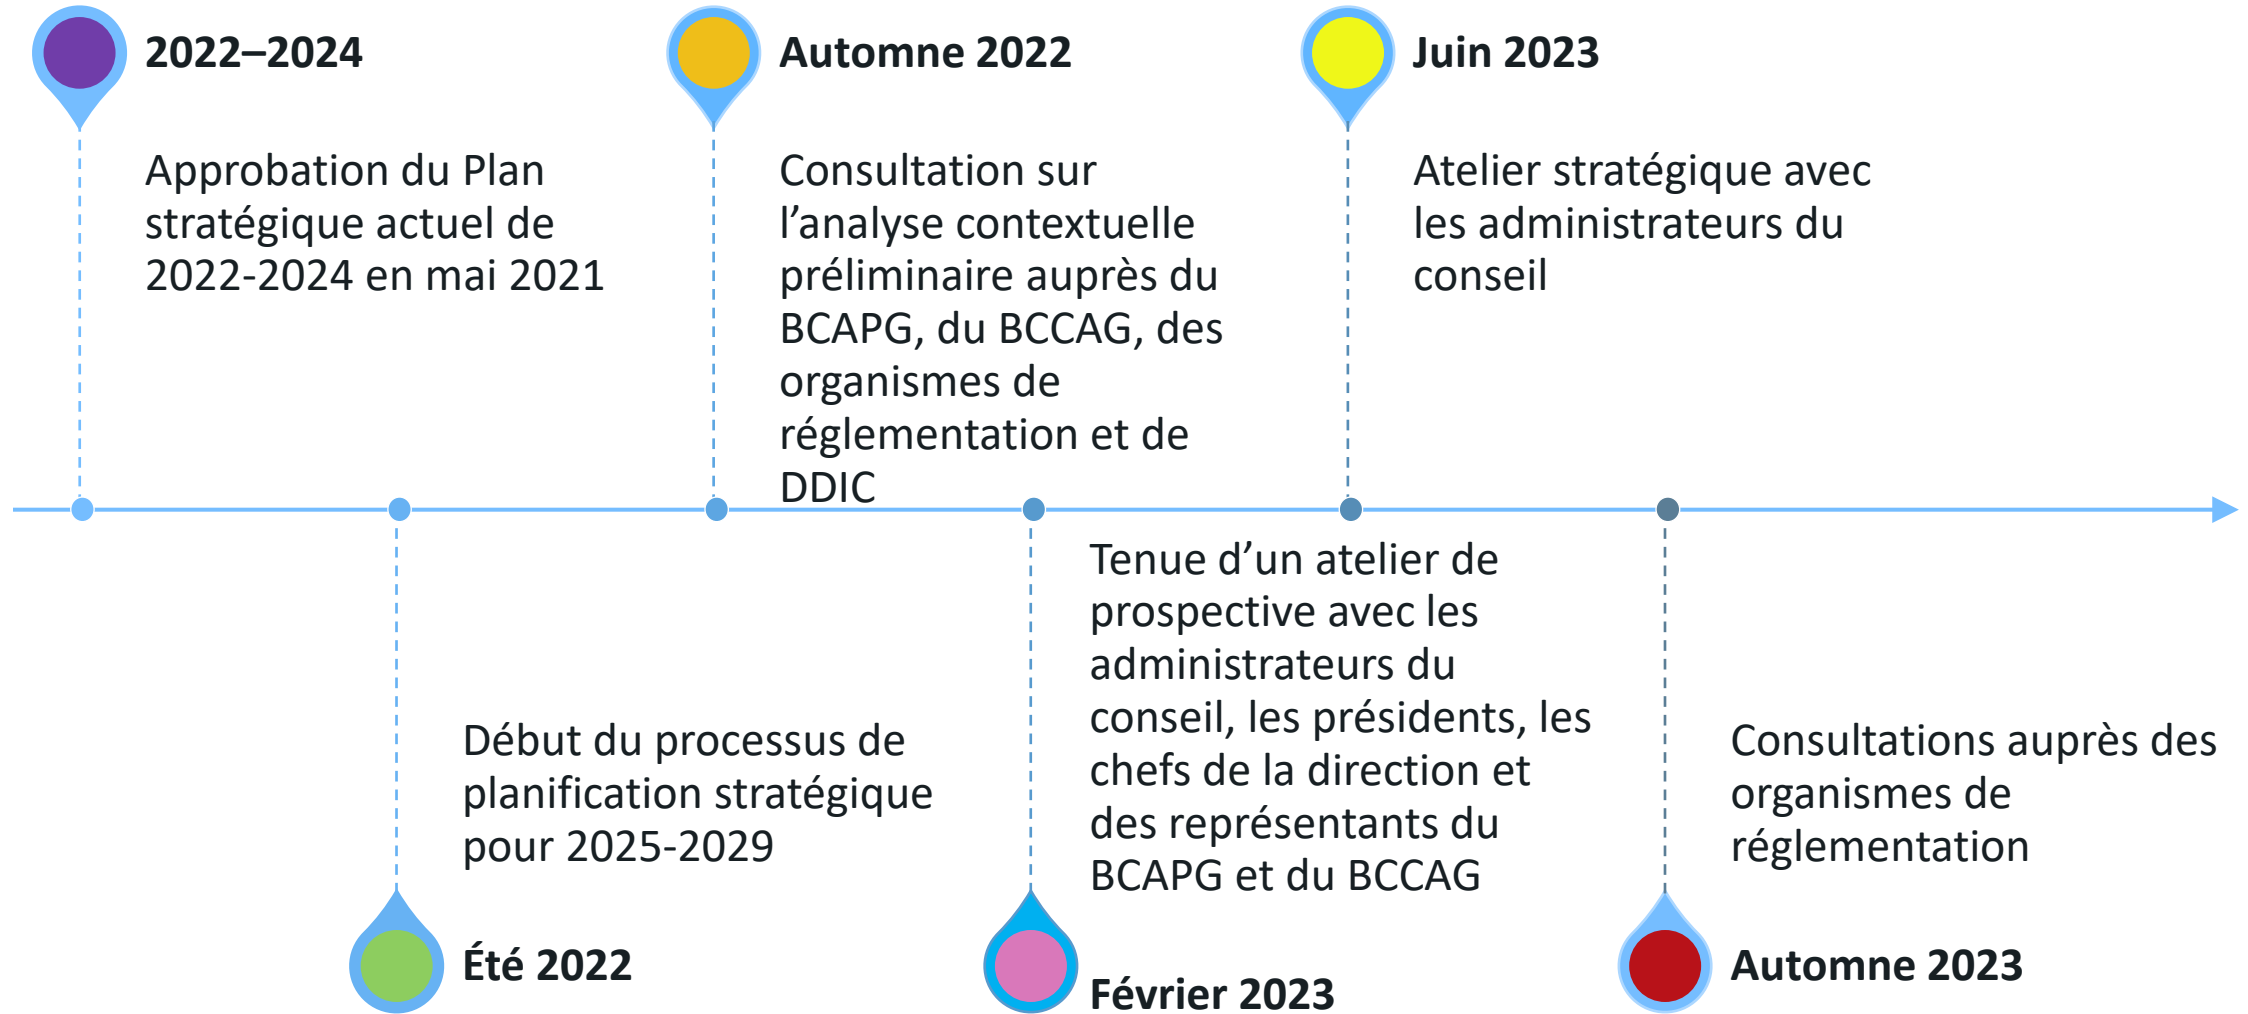 2022–2024
Approbation du Plan
stratégique actuel de
2022-2024 en mai 2021
Été 2022
Début du processus de
planification stratégique
pour 2025-2029
Automne 2022
Consultation sur
l’analyse contextuelle
préliminaire auprès du
BCAPG, du BCCAG, des
organismes de
réglementation et de
DDIC
Février 2023
Tenue d’un atelier de
prospective avec les
administrateurs du
conseil, les présidents, les
chefs de la direction et
des représentants du
BCAPG et du BCCAG
Juin 2023
Atelier stratégique avec
les administrateurs du
conseil
Automne 2023
Consultations auprès des
organismes de
réglementation